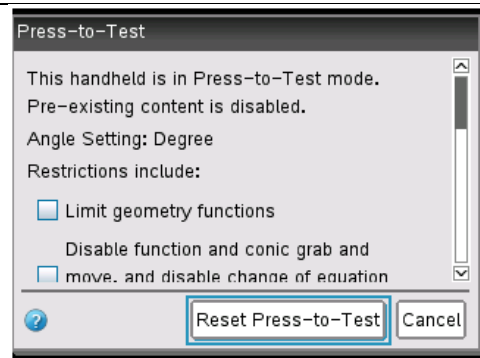 Press-to-Test
This handheld is in Press-to-Test mode.
Pre-existing content is disabled.
Angle Setting: Degree
Restrictions include:
Limit geometry functions
Disable function and conic grab and
move, and disable change of equation
?
Reset Press-to-Test Cancel